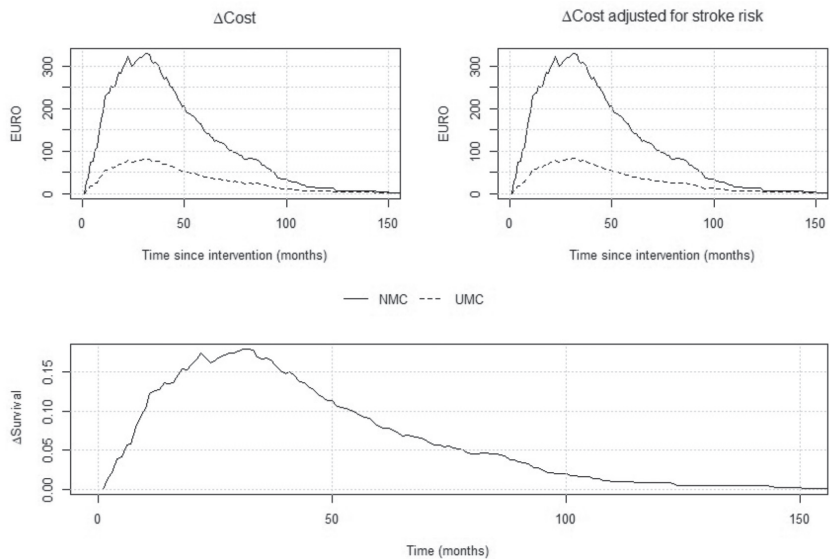 ΔCost
EURO
0
100
200
300
0
50
100
150
Time since intervention (months)
ΔCost adjusted for stroke risk
EURO
0
100
200
300
0
50
100
150
Time since intervention (months)
NMC
UMC
ΔSurvival
0.00
0.05
0.10
0.15
0
50
100
150
Time (months)